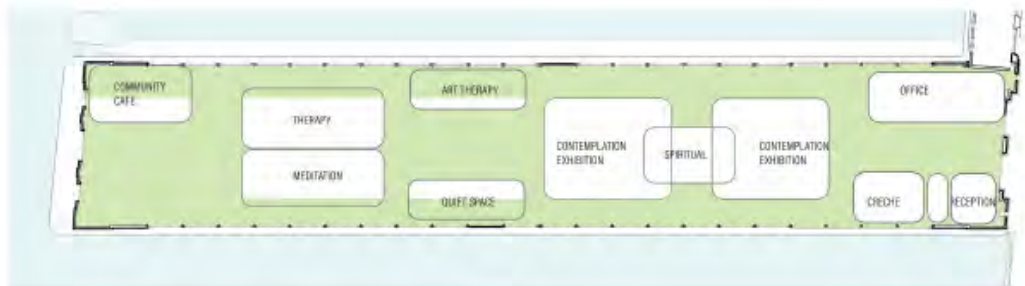 COMMUNITY
CAFE.
THERAPY
MEDITATION
ART THERAPY
QUIET SPACE
CONTEMPLATION
EXHIBITION
SPIRITUAL
CONTEMPLATION
EXHIBITION
OFFICE
CRECHE
RECEPTION